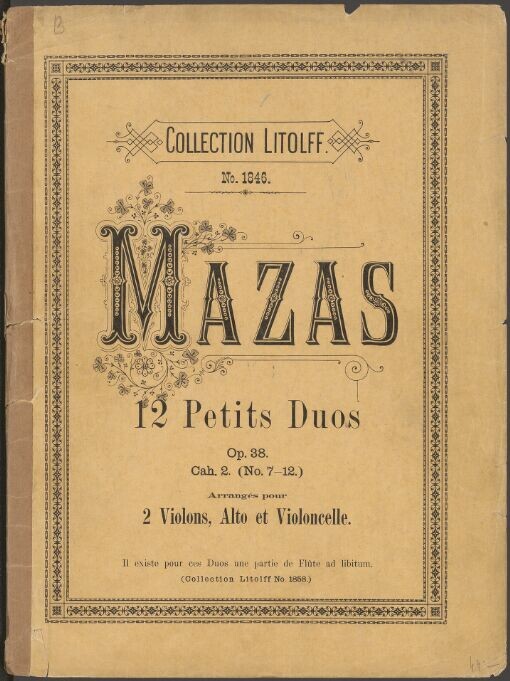 B
COLLECTION LITOLFF
No. 1846.
MAZAS
12 Petits Duos
Op. 38.
Cah. 2. (No. 7–12.)
Arrangés pour
2 Violons, Alto et Violoncelle.
Il existe pour ces Duos une partie de Flûte ad libitum.
(Collection Litolff No. 1858.)